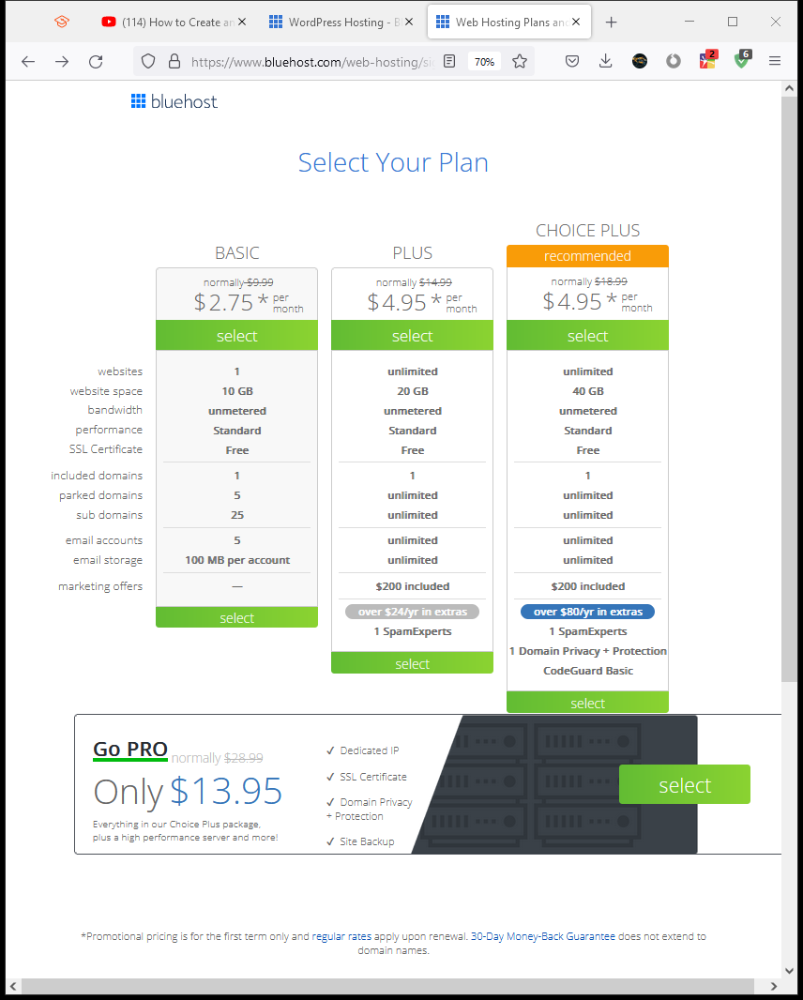 (114) How to Create an
WordPress Hosting - B
Web Hosting Plans an
https://www.bluehost.com/web-hosting/si
70%
2
6
bluehost
Select Your Plan
BASIC
normally $9.99
$2.75* per month
select
PLUS
normally $14.99
$4.95* per month
select
CHOICE PLUS
recommended
normally $18.99
$4.95* per month
select
websites 1 unlimited unlimited
website space 10 GB 20 GB 40 GB
bandwidth unmetered unmetered unmetered
performance Standard Standard Standard
SSL Certificate Free Free Free
included domains 1 1 1
parked domains 5 unlimited unlimited
sub domains 25 unlimited unlimited
email accounts 5 unlimited unlimited
email storage 100 MB per account unlimited unlimited
marketing offers — $200 included $200 included
over $24/yr in extras over $80/yr in extras
select 1 SpamExperts 1 SpamExperts
1 Domain Privacy + Protection
select CodeGuard Basic
select
Go PRO normally $28.99
Only $13.95
Everything in our Choice Plus package,
plus a high performance server and more!
✓ Dedicated IP
✓ SSL Certificate
✓ Domain Privacy
+ Protection
✓ Site Backup
select
*Promotional pricing is for the first term only and regular rates apply upon renewal. 30-Day Money-Back Guarantee does not extend to
domain names.